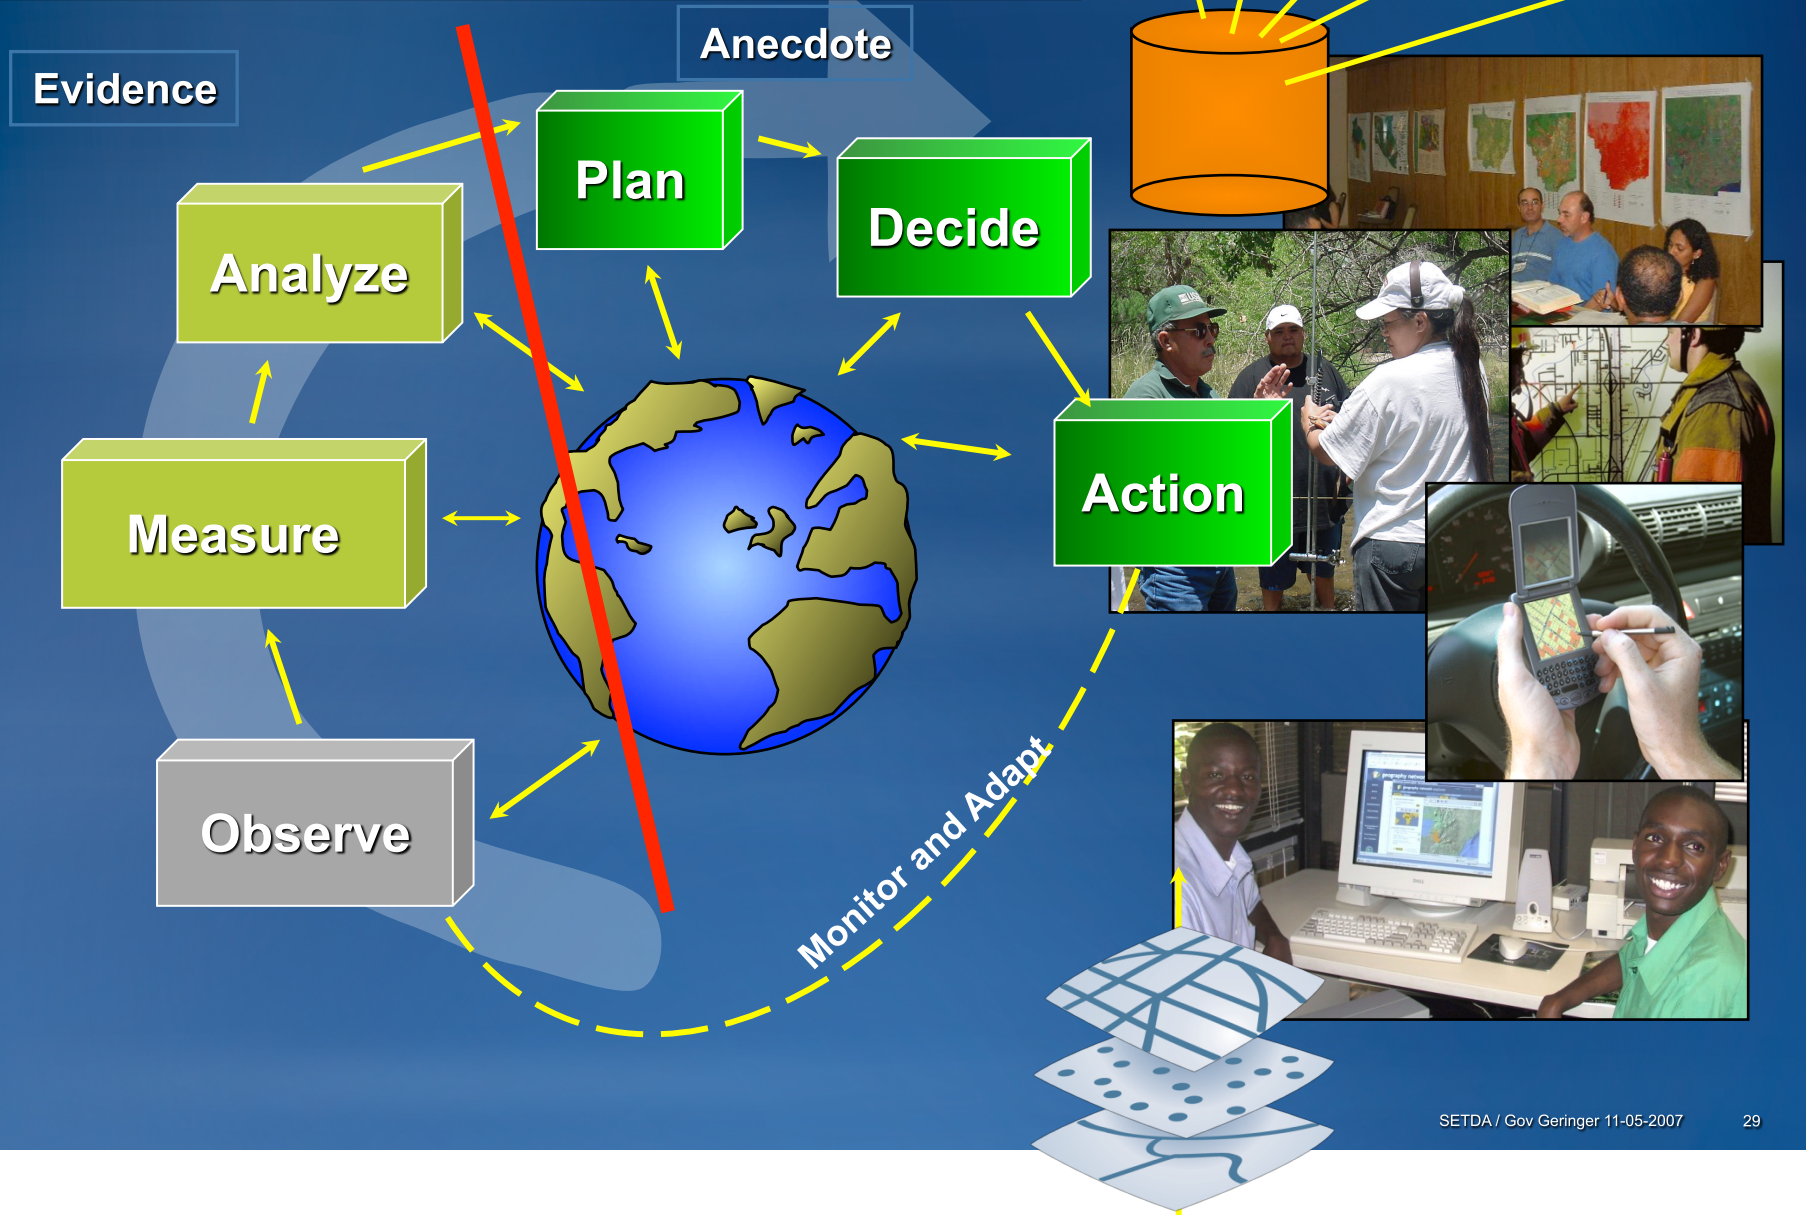 Anecdote
Evidence
Plan
Decide
Analyze
Action
Measure
Observe
Monitor and Adapt
SETDA / Gov Geringer 11-05-2007
29